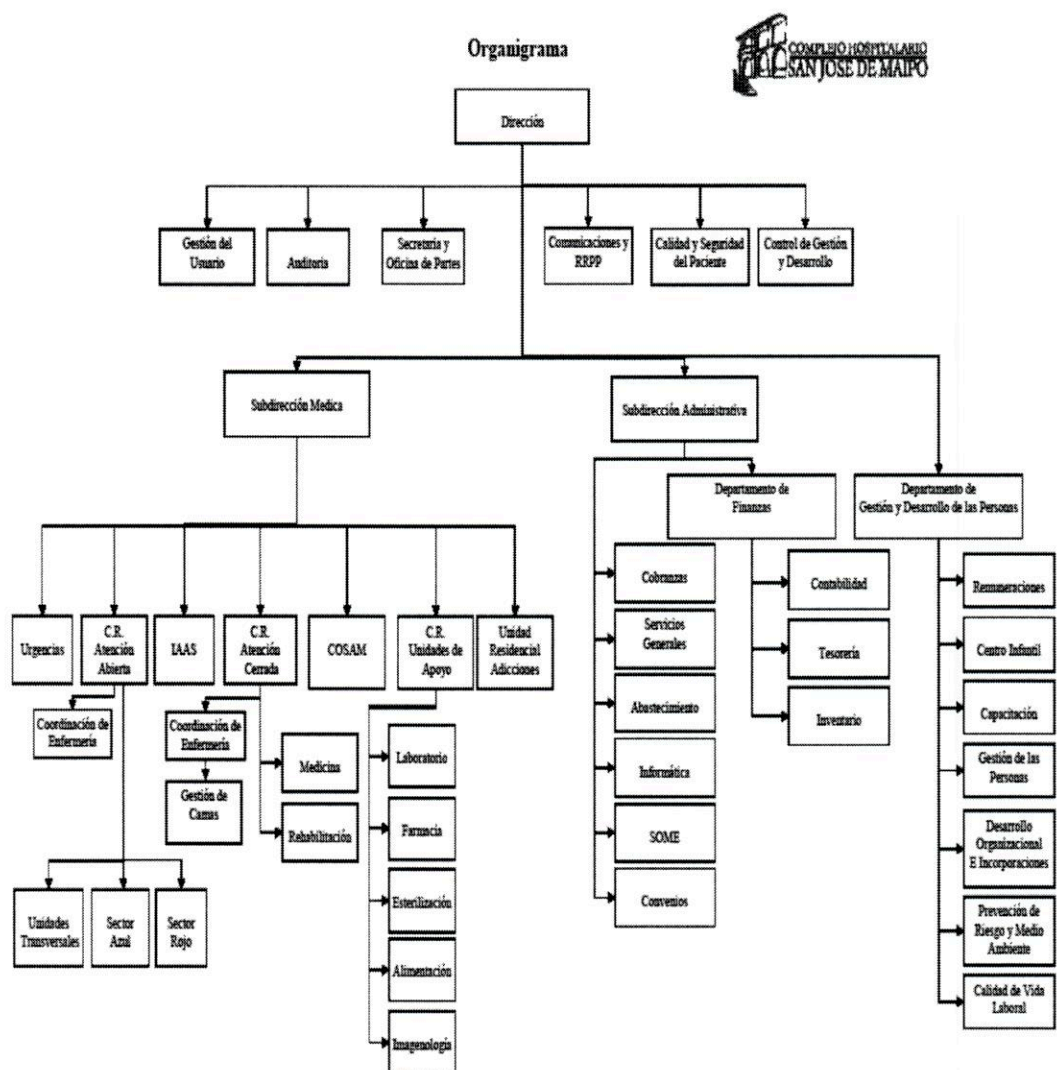 Organigrama
COMPLEJO HOSPITALARIO
SAN JOSE DE MAIPO
Dirección
Gestión del
Usuario
Auditoria
Secretaria y
Oficina de Partes
Comunicaciones y
RRPP
Calidad y Seguridad
del Paciente
Control de Gestión
y Desarrollo
Subdirección Medica
Subdirección Administrativa
Departamento de
Finanzas
Departamento de
Gestión y Desarrollo de las Personas
Urgencias
C.R.
Atención
Abierta
IAAS
C.R.
Atención
Cerrada
COSAM
C.R.
Unidades de
Apoyo
Unidad
Residencial
Adicciones
Coordinación de
Enfermería
Unidades
Transversales
Sector
Azul
Sector
Rojo
Coordinación de
Enfermería
Gestión de
Camas
Medicina
Rehabilitación
Laboratorio
Farmacia
Esterilización
Alimentación
Imagenología
Cobranzas
Servicios
Generales
Abastecimiento
Informática
SOME
Convenios
Contabilidad
Tesorería
Inventario
Remuneraciones
Centro Infantil
Capacitación
Gestión de las
Personas
Desarrollo
Organizacional
E Incorporaciones
Prevención de
Riesgo y Medio
Ambiente
Calidad de Vida
Laboral